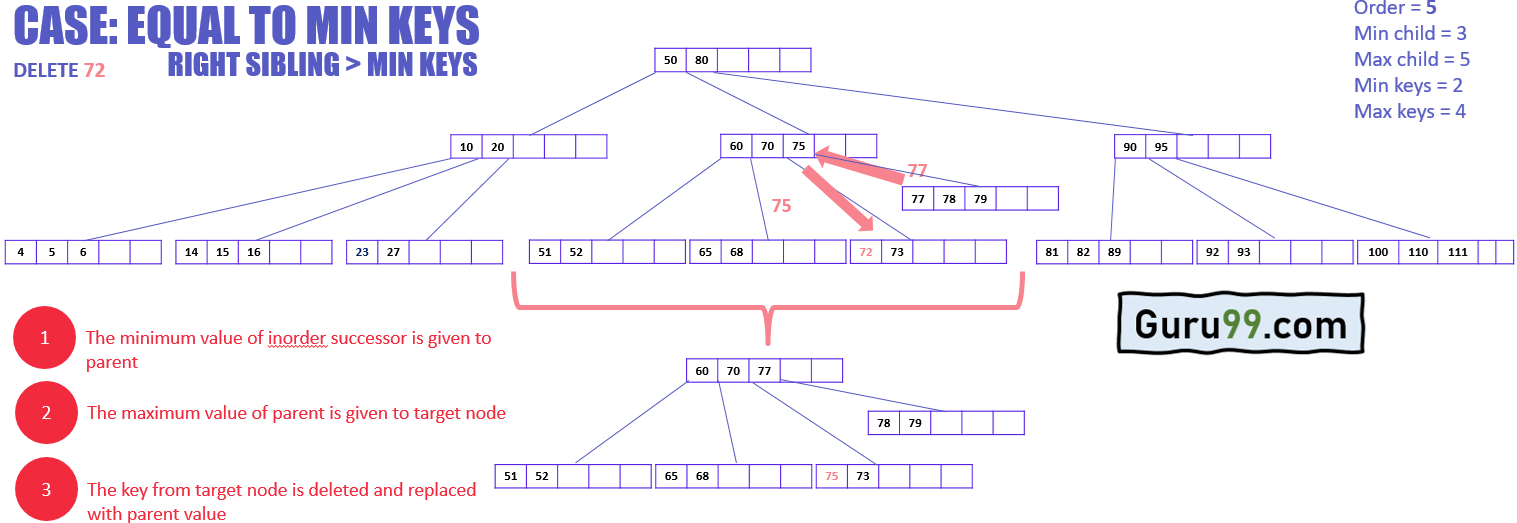 CASE: EQUAL TO MIN KEYS
DELETE 72
RIGHT SIBLING > MIN KEYS
Order = 5
Min child = 3
Max child = 5
Min keys = 2
Max keys = 4
50 80
10 20
60 70 75
90 95
77
77 78 79
75
4 5 6
14 15 16
23 27
51 52
65 68
72 73
81 82 89
92 93
100 110 111
Guru99.com
1
The minimum value of inorder successor is given to
parent
2
The maximum value of parent is given to target node
3
The key from target node is deleted and replaced
with parent value
60 70 77
78 79
51 52
65 68
75 73